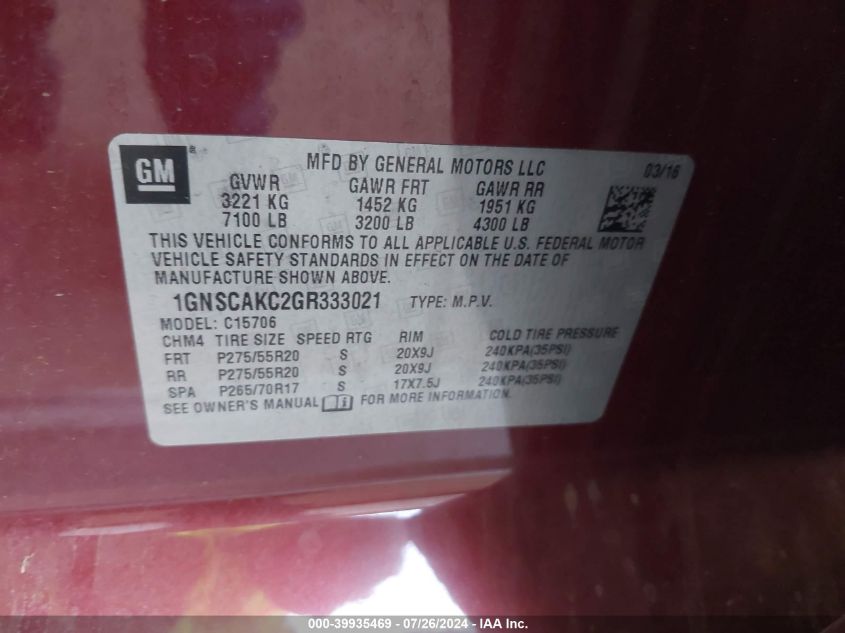 GM
MFD BY GENERAL MOTORS LLC 03/16
GVWR GAWR FRT GAWR RR
3221 KG 1452 KG 1951 KG
7100 LB 3200 LB 4300 LB
THIS VEHICLE CONFORMS TO ALL APPLICABLE U.S. FEDERAL MOTOR
VEHICLE SAFETY STANDARDS IN EFFECT ON THE DATE OF
MANUFACTURE SHOWN ABOVE.
1GNSCAKC2GR333021 TYPE: M.P.V.
MODEL: C15706
CHM4 TIRE SIZE SPEED RTG RIM COLD TIRE PRESSURE
FRT P275/55R20 S 20X9J 240KPA(35PSI)
RR P275/55R20 S 20X9J 240KPA(35PSI)
SPA P265/70R17 S 17X7.5J 240KPA(35PSI)
SEE OWNER'S MANUAL FOR MORE INFORMATION.
000-39935469 - 07/26/2024 - IAA Inc.